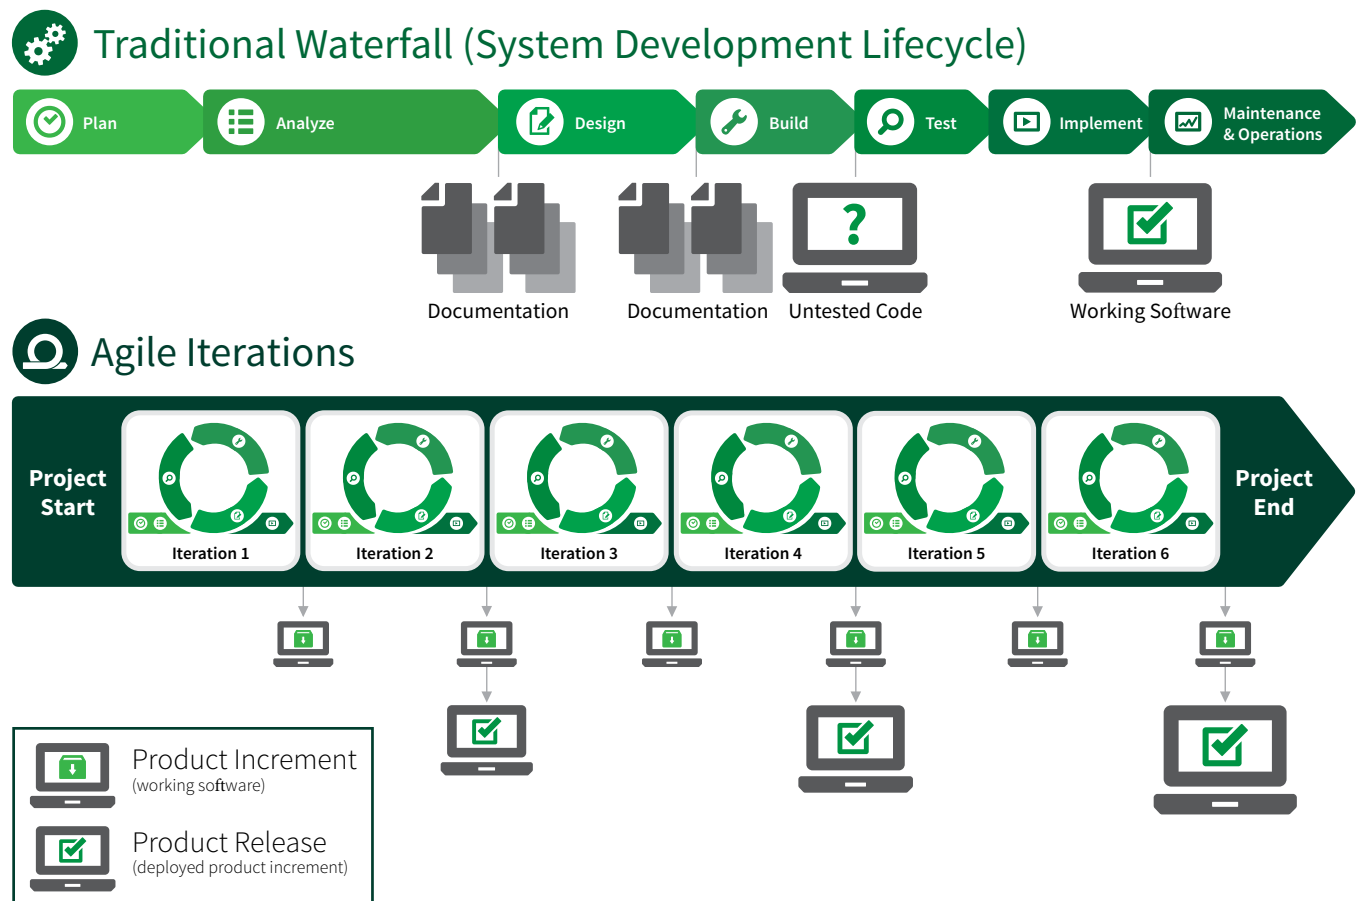 Traditional Waterfall (System Development Lifecycle)
Plan
Analyze
Design
Build
Test
Implement
Maintenance
& Operations
Documentation
Documentation
Untested Code
Working Software
Agile Iterations
Project
Start
Iteration 1
Iteration 2
Iteration 3
Iteration 4
Iteration 5
Iteration 6
Project
End
Product Increment
(working software)
Product Release
(deployed product increment)